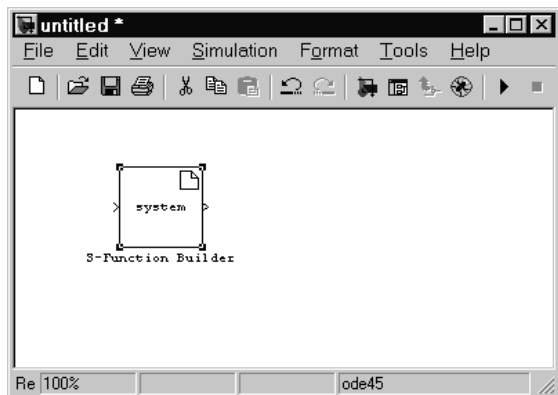 untitled *
File Edit View Simulation Format Tools Help
system
S-Function Builder
Re 100% ode45